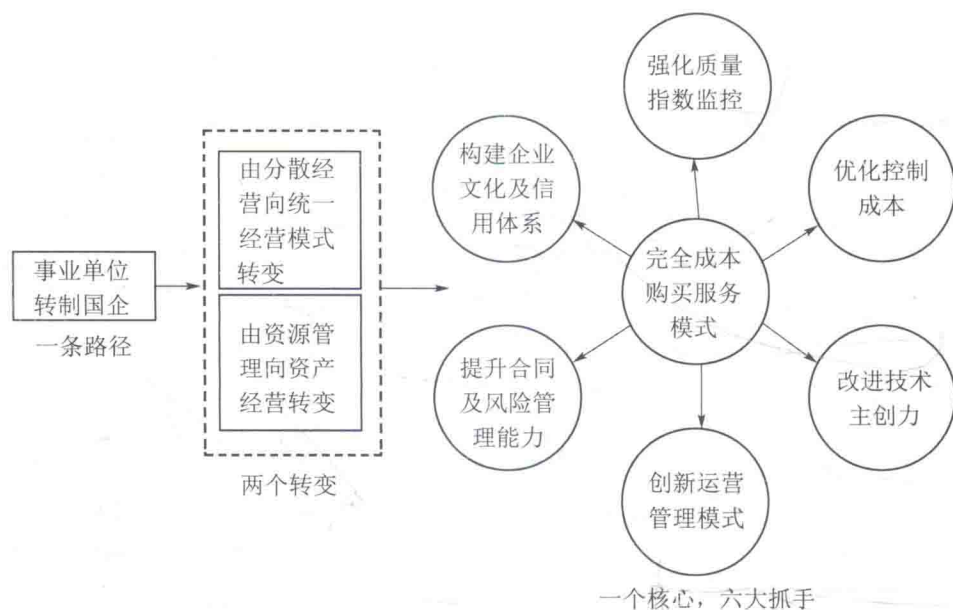 事业单位
转制国企
一条路径
由分散经
营向统一
经营模式
转变
由资源管
理向资产
经营转变
两个转变
强化质量
指数监控
构建企业
文化及信
用体系
优化控制
成本
完全成本
购买服务
模式
提升合同
及风险管
理能力
改进技术
主创力
创新运营
管理模式
一个核心，六大抓手